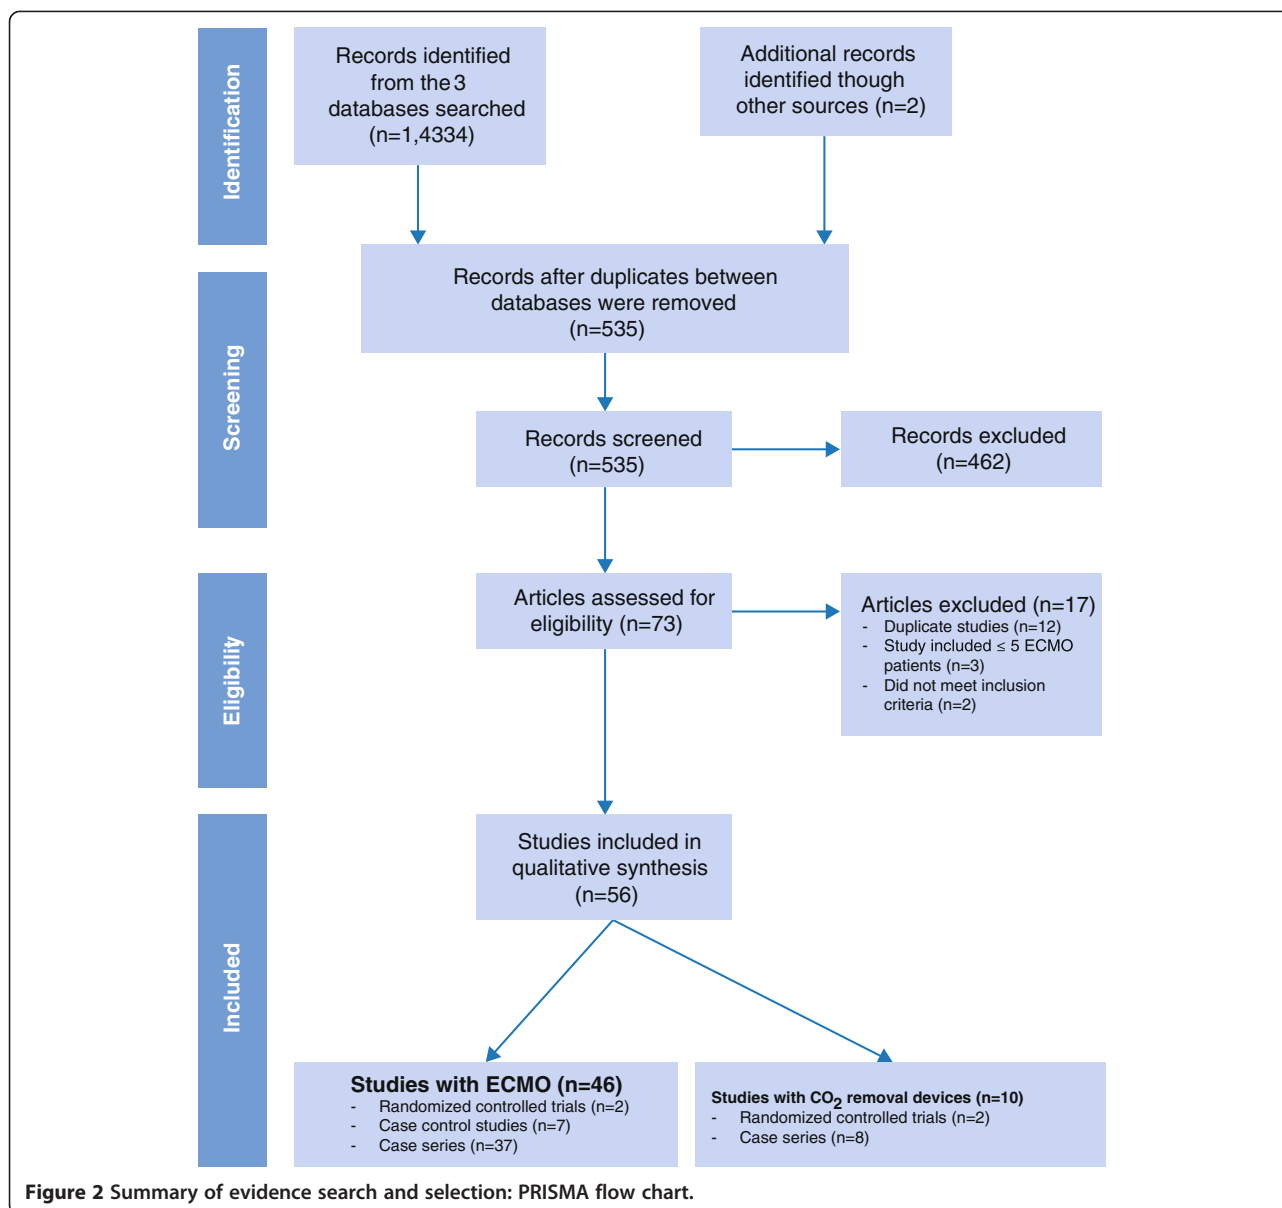 Identification
Records identified
from the 3
databases searched
(n=1,4334)
Additional records
identified though
other sources (n=2)
Records after duplicates between
databases were removed
(n=535)
Screening
Records screened
(n=535)
Records excluded
(n=462)
Eligibility
Articles assessed for
eligibility (n=73)
Articles excluded (n=17)
- Duplicate studies (n=12)
- Study included ≤ 5 ECMO
patients (n=3)
- Did not meet inclusion
criteria (n=2)
Included
Studies included in
qualitative synthesis
(n=56)
Studies with ECMO (n=46)
- Randomized controlled trials (n=2)
- Case control studies (n=7)
- Case series (n=37)
Studies with CO2 removal devices (n=10)
- Randomized controlled trials (n=2)
- Case series (n=8)
Figure 2 Summary of evidence search and selection: PRISMA flow chart.